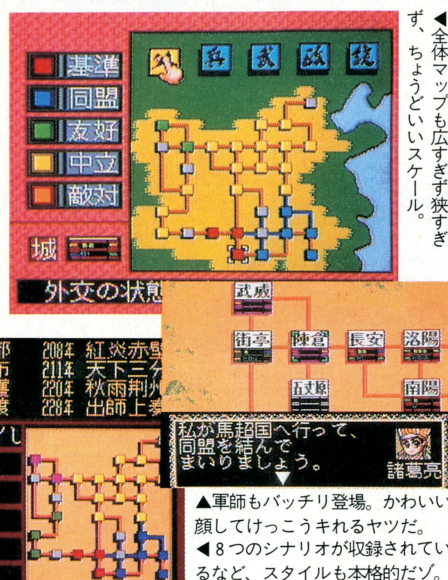 ◀全体マップも広すぎず狭すぎ
ず、ちょうどいいスケール。
兵
武
政
続
基準
同盟
友好
中立
敵対
城
外交の状態
武威
街亭
陳倉
長安
洛陽
五丈原
南陽
私が馬超国へ行って、
同盟を結んで
まいりましょう。
諸葛亮
208年 紅炎赤壁
211年 天下三分
220年 秋雨荊州
228年 出師上表
▲軍師もバッチリ登場。かわいい
顔してけっこうキれるヤツだ。
◀8つのシナリオが収録されてい
るなど、スタイルも本格的だゾ。